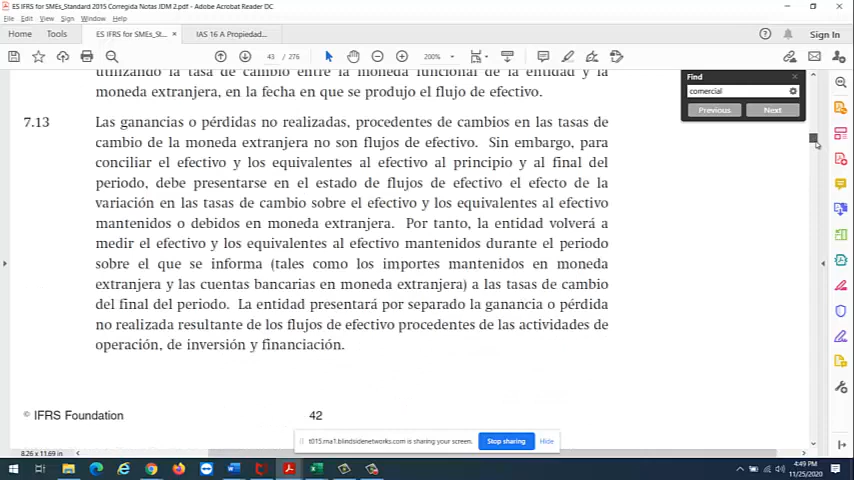 ES IFRS for SMEs_Standard 2015 Corregida Notas JDM 2.pdf - Adobe Acrobat Reader DC
File Edit View Sign Window Help
Home Tools ES IFRS for SMEs_St... × IAS 16 A Propiedad... Sign In
43 / 276 200%
utilizando la tasa de cambio entre la moneda funcional de la entidad y la
moneda extranjera, en la fecha en que se produjo el flujo de efectivo.
Find
comercial
Previous Next
7.13 Las ganancias o pérdidas no realizadas, procedentes de cambios en las tasas de
cambio de la moneda extranjera no son flujos de efectivo. Sin embargo, para
conciliar el efectivo y los equivalentes al efectivo al principio y al final del
periodo, debe presentarse en el estado de flujos de efectivo el efecto de la
variación en las tasas de cambio sobre el efectivo y los equivalentes al efectivo
mantenidos o debidos en moneda extranjera. Por tanto, la entidad volverá a
medir el efectivo y los equivalentes al efectivo mantenidos durante el periodo
sobre el que se informa (tales como los importes mantenidos en moneda
extranjera y las cuentas bancarias en moneda extranjera) a las tasas de cambio
del final del periodo. La entidad presentará por separado la ganancia o pérdida
no realizada resultante de los flujos de efectivo procedentes de las actividades de
operación, de inversión y financiación.
© IFRS Foundation 42
t015.ma1.blindsidenetworks.com is sharing your screen. Stop sharing Hide
8.26 x 11.69 in
4:49 PM
11/25/2020